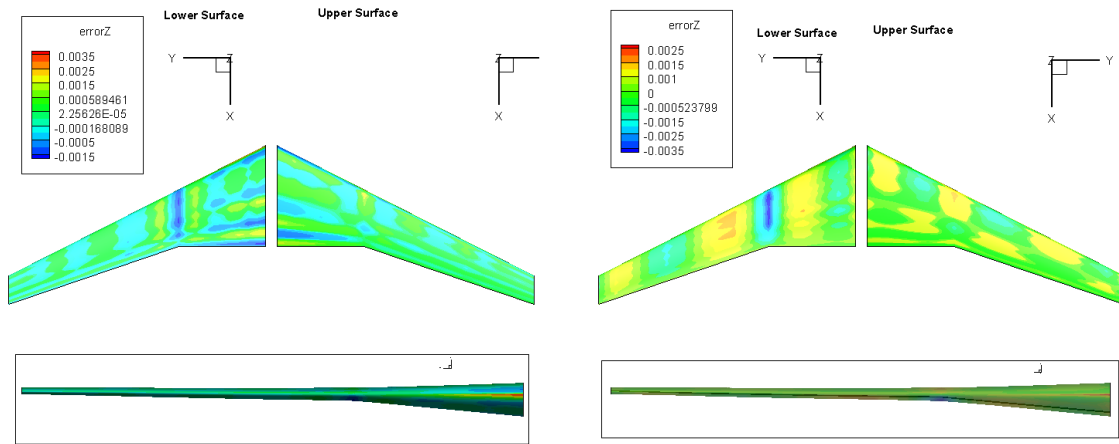 Lower Surface
Upper Surface
errorZ
0.0035
0.0025
0.0015
0.000589461
2.25626E-05
-0.000168089
-0.0005
-0.0015
Y
Z
X
X
errorZ
0.0025
0.0015
0.001
0
-0.000523799
-0.0015
-0.0025
-0.0035
Lower Surface
Upper Surface
Y
Z
X
Z
Y
X